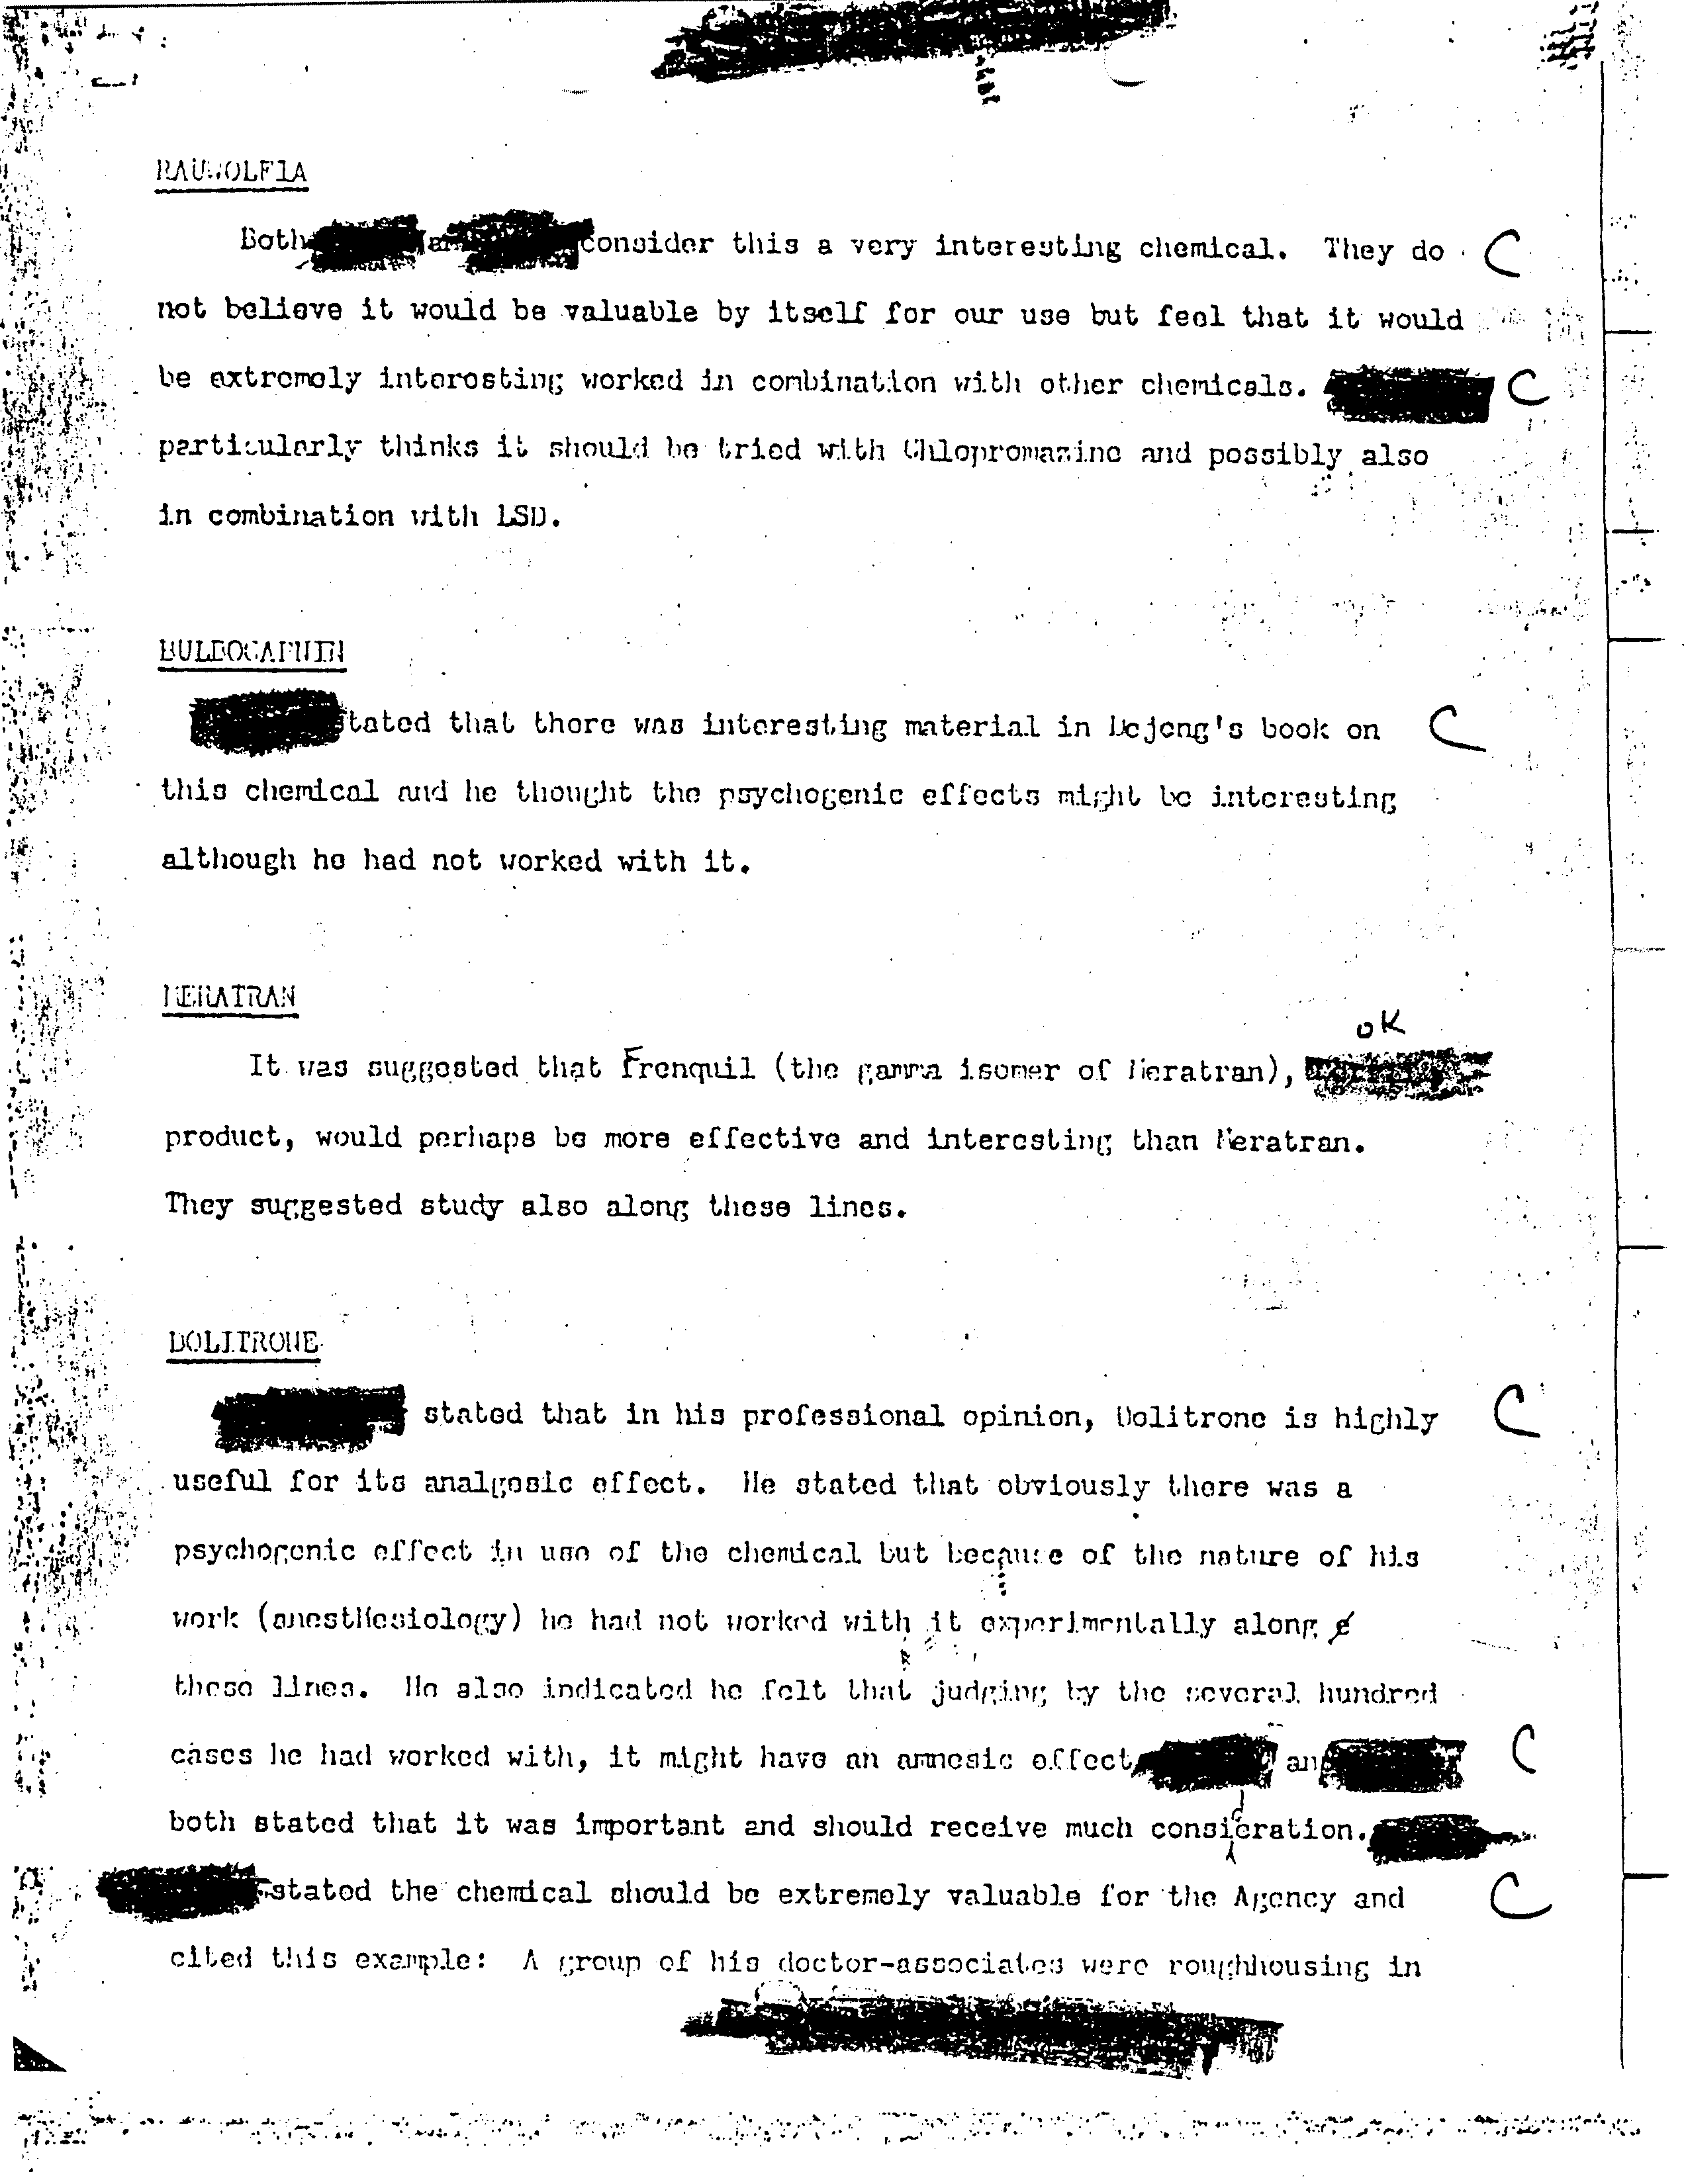 RAUWOLFIA
Both consider this a very interesting chemical. They do C
not believe it would be valuable by itself for our use but feel that it would
be extremely interesting worked in combination with other chemicals. C
particularly thinks it should be tried with Chlopromazine and possibly also
in combination with LSD.
BULBOCAPNIN
stated that there was interesting material in Dejong's book on C
this chemical and he thought the psychogenic effects might be interesting
although he had not worked with it.
MERATRAN
OK
It was suggested that Frenquil (the gamma isomer of Meratran),
product, would perhaps be more effective and interesting than Meratran.
They suggested study also along these lines.
DOLITRONE
stated that in his professional opinion, Dolitrone is highly C
useful for its analgesic effect. He stated that obviously there was a
psychogenic effect in use of the chemical but because of the nature of his
work (anesthesiology) he had not worked with it experimentally along
these lines. He also indicated he felt that judging by the several hundred
cases he had worked with, it might have an amnesic effect and C
both stated that it was important and should receive much consideration.
stated the chemical should be extremely valuable for the Agency and C
cited this example: A group of his doctor-associates were roughhousing in